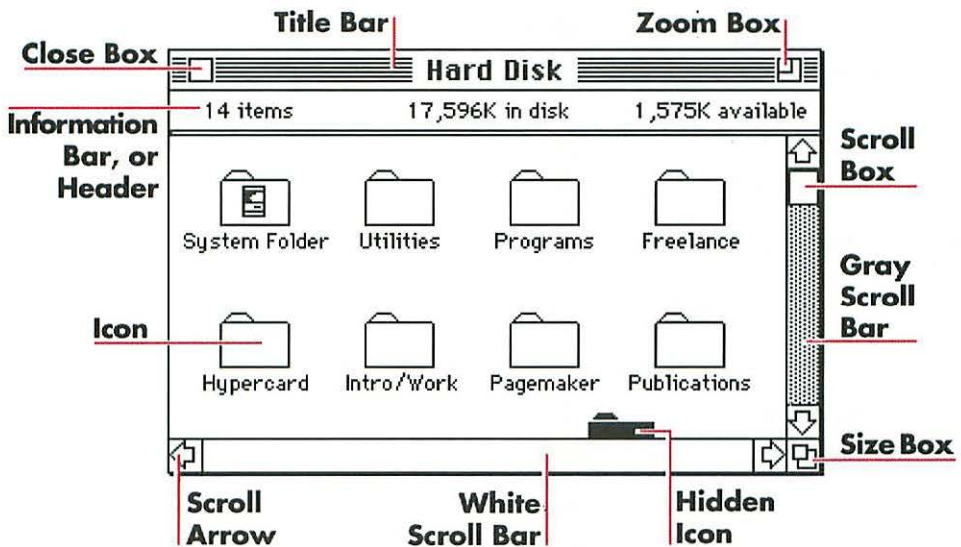 Title Bar
Zoom Box
Close Box
Hard Disk
14 items
17,596K in disk
1,575K available
Information
Bar, or
Header
Scroll
Box
System Folder
Utilities
Programs
Freelance
Gray
Scroll
Bar
Icon
Hypercard
Intro/Work
Pagemaker
Publications
Size Box
Scroll
Arrow
White
Scroll Bar
Hidden
Icon